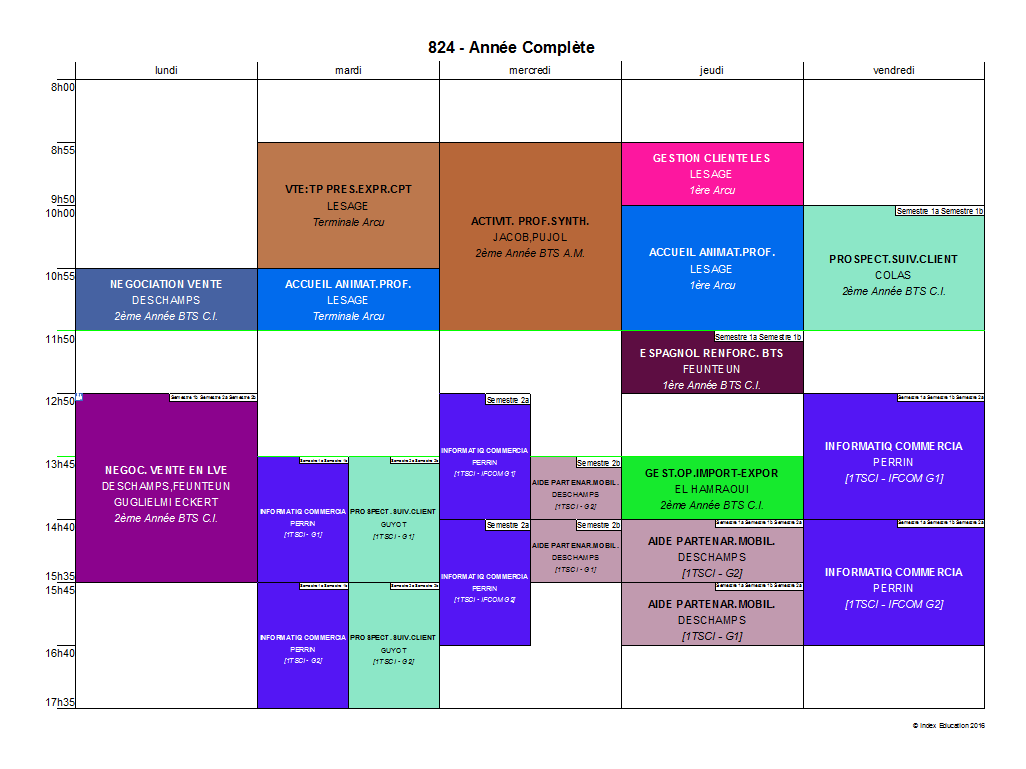 824 - Année Complète
lundi
mardi
mercredi
jeudi
vendredi
8h00
8h55
9h50
10h00
10h55
11h50
12h50
13h45
14h40
15h35
15h45
16h40
17h35
NEGOCIATION VENTE
DESCHAMPS
2ème Année BTS C.I.
Semestre 1b Semestre 2a Semestre 2b
NEGOC. VENTE EN LVE
DESCHAMPS,FEUNTEUN
GUGLIELMI ECKERT
2ème Année BTS C.I.
VTE:TP PRES.EXPR.CPT
LESAGE
Terminale Arcu
ACCUEIL ANIMAT.PROF.
LESAGE
Terminale Arcu
Semestre 1a Semestre 1b
INFORMATIQ COMMERCIA
PERRIN
[1TSCI - G1]
Semestre 2a Semestre 2b
PROSPECT.SUIV.CLIENT
GUYOT
[1TSCI - G1]
Semestre 1a Semestre 1b
INFORMATIQ COMMERCIA
PERRIN
[1TSCI - G2]
Semestre 2a Semestre 2b
PROSPECT.SUIV.CLIENT
GUYOT
[1TSCI - G2]
ACTIVIT. PROF.SYNTH.
JACOB,PUJOL
2ème Année BTS A.M.
Semestre 2a
INFORMATIQ COMMERCIA
PERRIN
[1TSCI - IFCOM G1]
Semestre 2b
AIDE PARTENAR.MOBIL.
DESCHAMPS
[1TSCI - G2]
Semestre 2a
INFORMATIQ COMMERCIA
PERRIN
[1TSCI - IFCOM G2]
Semestre 2b
AIDE PARTENAR.MOBIL.
DESCHAMPS
[1TSCI - G1]
GESTION CLIENTELES
LESAGE
1ère Arcu
ACCUEIL ANIMAT.PROF.
LESAGE
1ère Arcu
Semestre 1a Semestre 1b
ESPAGNOL RENFORC. BTS
FEUNTEUN
1ère Année BTS C.I.
GEST.OP.IMPORT-EXPOR
EL HAMRAOUI
2ème Année BTS C.I.
Semestre 1a Semestre 1b Semestre 2a
AIDE PARTENAR.MOBIL.
DESCHAMPS
[1TSCI - G2]
Semestre 1a Semestre 1b Semestre 2a
AIDE PARTENAR.MOBIL.
DESCHAMPS
[1TSCI - G1]
Semestre 1a Semestre 1b
PROSPECT.SUIV.CLIENT
COLAS
2ème Année BTS C.I.
Semestre 1a Semestre 1b Semestre 2a
INFORMATIQ COMMERCIA
PERRIN
[1TSCI - IFCOM G1]
Semestre 1a Semestre 1b Semestre 2a
INFORMATIQ COMMERCIA
PERRIN
[1TSCI - IFCOM G2]
© Index Education 2016